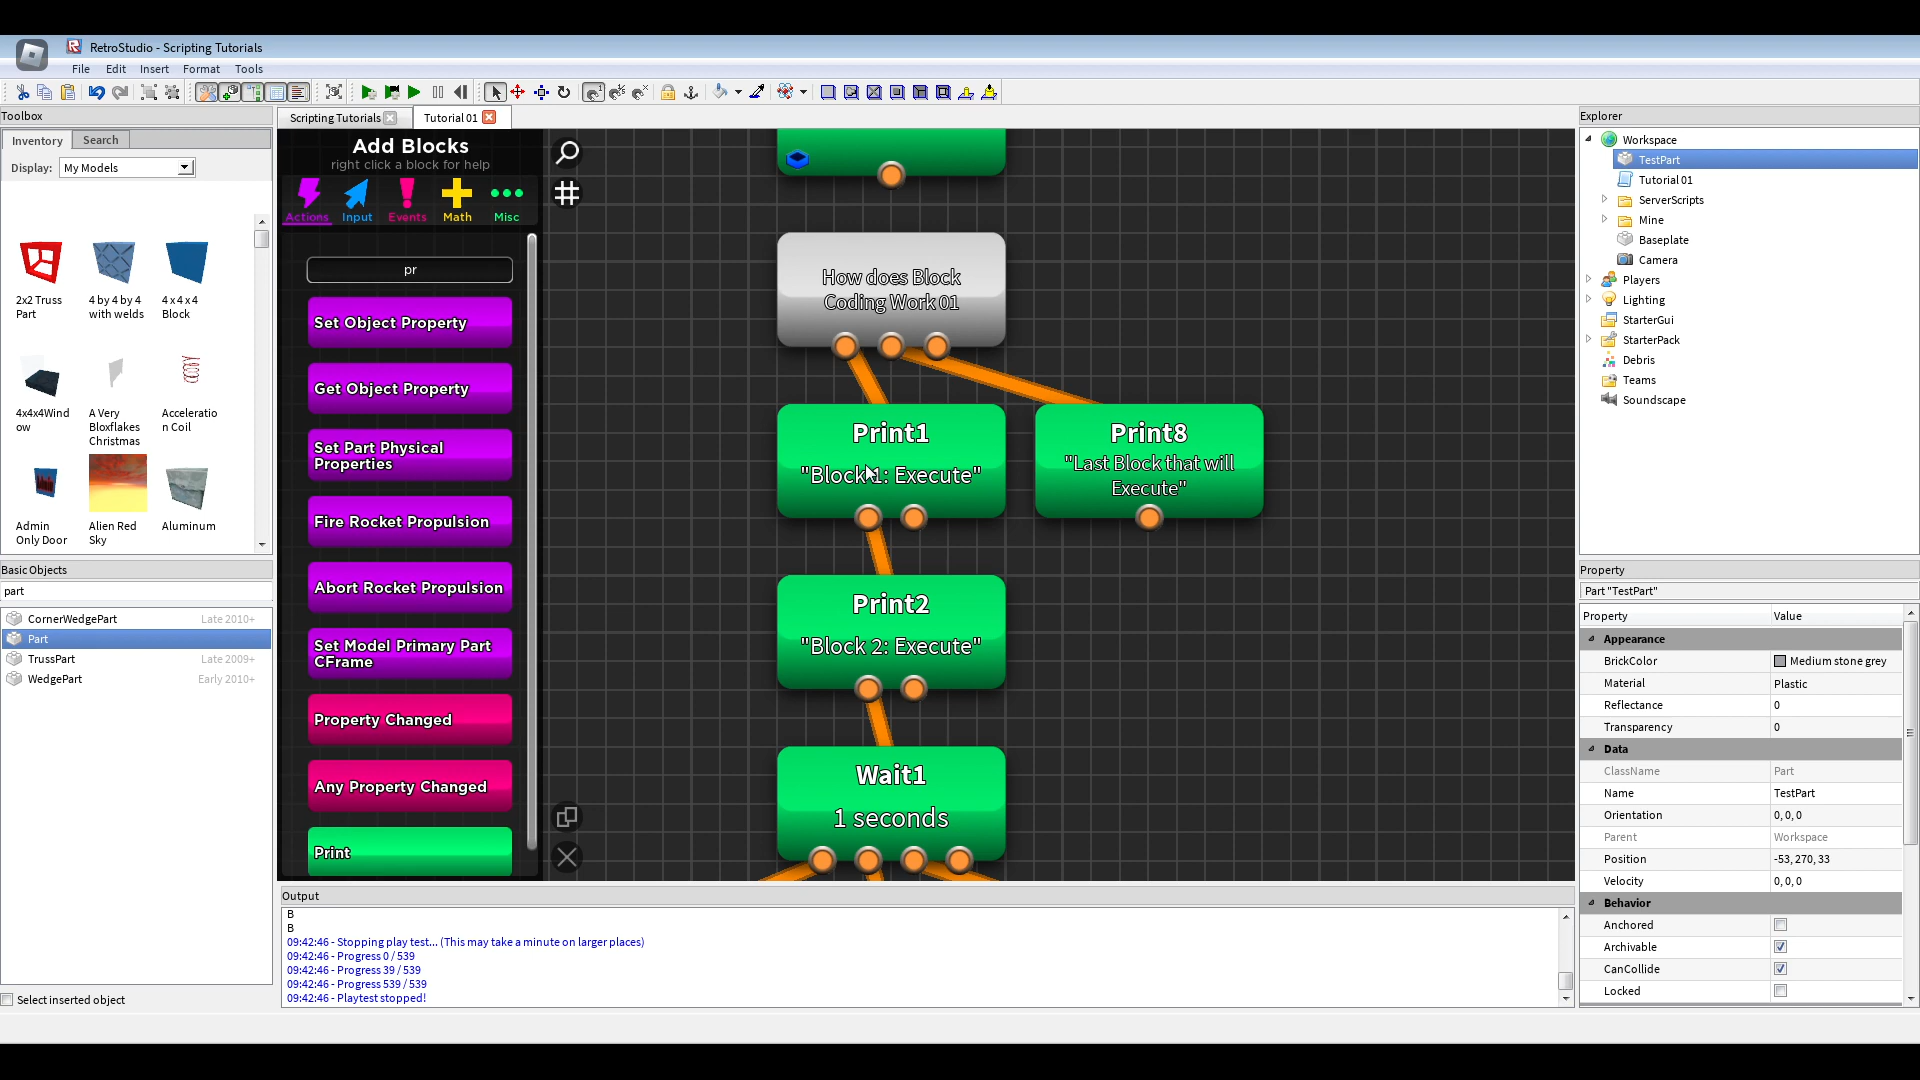 RetroStudio - Scripting Tutorials
File Edit Insert Format Tools
Toolbox
Inventory Search
Display: My Models
2x2 Truss
Part
4 by 4 by 4
with welds
4 x 4 x 4
Block
4x4x4Wind
ow
A Very
Bloxflakes
Christmas
Acceleratio
n Coil
Admin
Only Door
Alien Red
Sky
Aluminum
Basic Objects
part
CornerWedgePart Late 2010+
Part
TrussPart Late 2009+
WedgePart Early 2010+
Select inserted object
Scripting Tutorials Tutorial 01
Add Blocks
right click a block for help
Actions Input Events Math Misc
pr
Set Object Property
Get Object Property
Set Part Physical
Properties
Fire Rocket Propulsion
Abort Rocket Propulsion
Set Model Primary Part
CFrame
Property Changed
Any Property Changed
Print
How does Block
Coding Work 01
Print1
"Block 1: Execute"
Print8
"Last Block that will
Execute"
Print2
"Block 2: Execute"
Wait1
1 seconds
Output
B
B
09:42:46 - Stopping play test... (This may take a minute on larger places)
09:42:46 - Progress 0 / 539
09:42:46 - Progress 39 / 539
09:42:46 - Progress 539 / 539
09:42:46 - Playtest stopped!
Explorer
Workspace
TestPart
Tutorial 01
ServerScripts
Mine
Baseplate
Camera
Players
Lighting
StarterGui
StarterPack
Debris
Teams
Soundscape
Property
Part "TestPart"
Property Value
Appearance
BrickColor Medium stone grey
Material Plastic
Reflectance 0
Transparency 0
Data
ClassName Part
Name TestPart
Orientation 0, 0, 0
Parent Workspace
Position -53, 270, 33
Velocity 0, 0, 0
Behavior
Anchored
Archivable
CanCollide
Locked